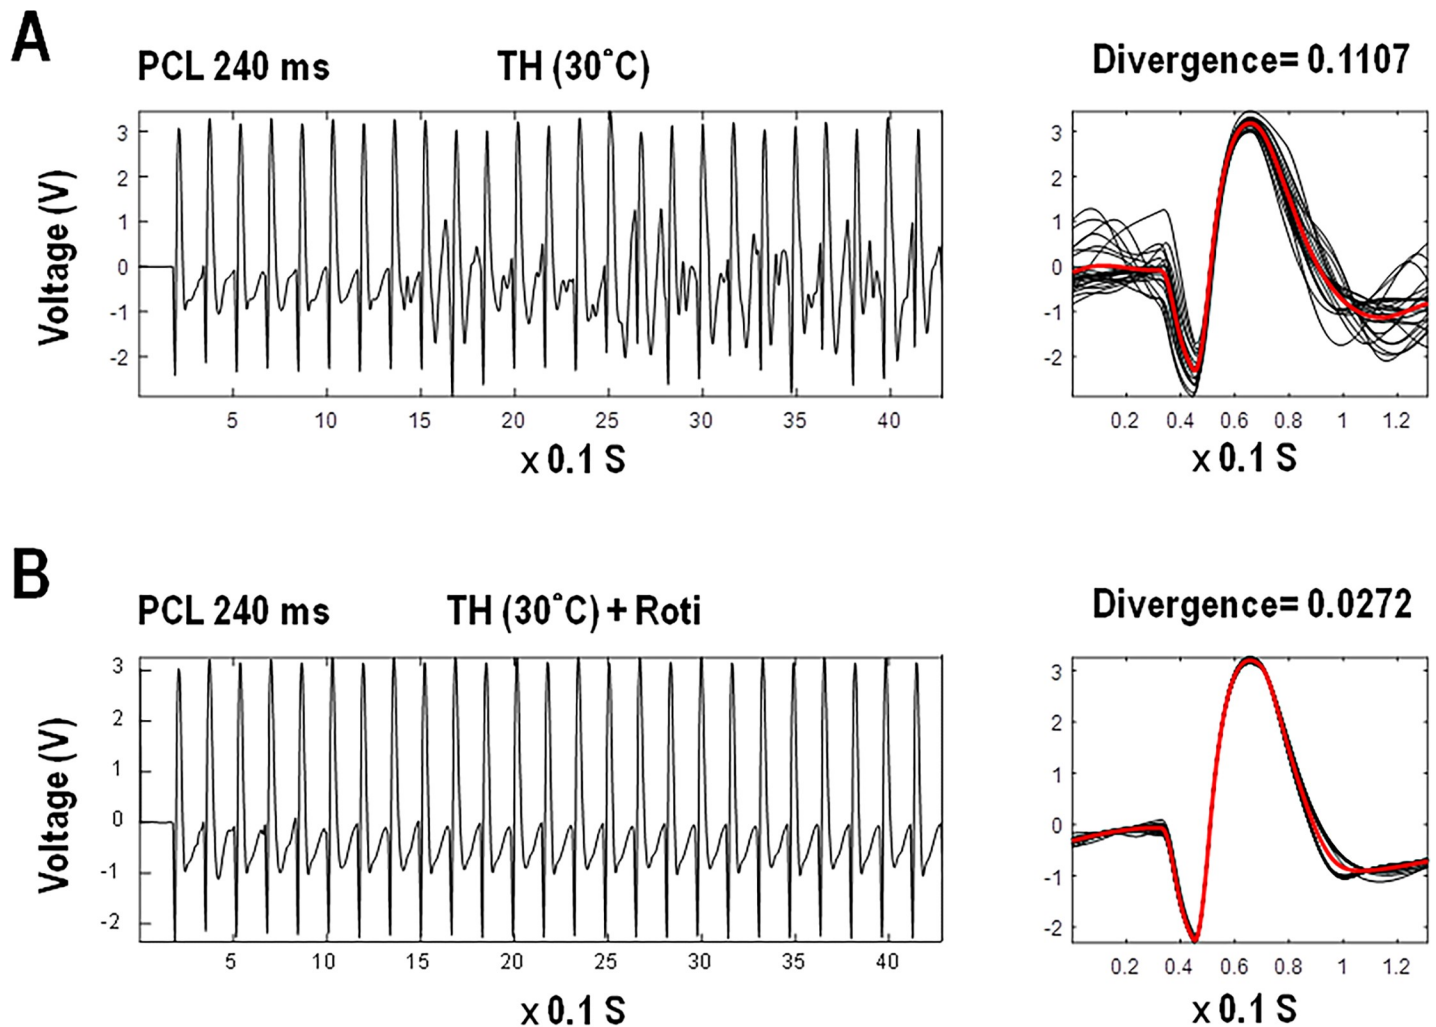 A
PCL 240 ms TH (30°C) Divergence= 0.1107
Voltage (V)
3
2
1
0
-1
-2
5 10 15 20 25 30 35 40
x 0.1 S
3
2
1
0
-1
-2
0.2 0.4 0.6 0.8 1 1.2
x 0.1 S
B
PCL 240 ms TH (30°C) + Roti Divergence= 0.0272
Voltage (V)
3
2
1
0
-1
-2
5 10 15 20 25 30 35 40
x 0.1 S
3
2
1
0
-1
-2
0.2 0.4 0.6 0.8 1 1.2
x 0.1 S